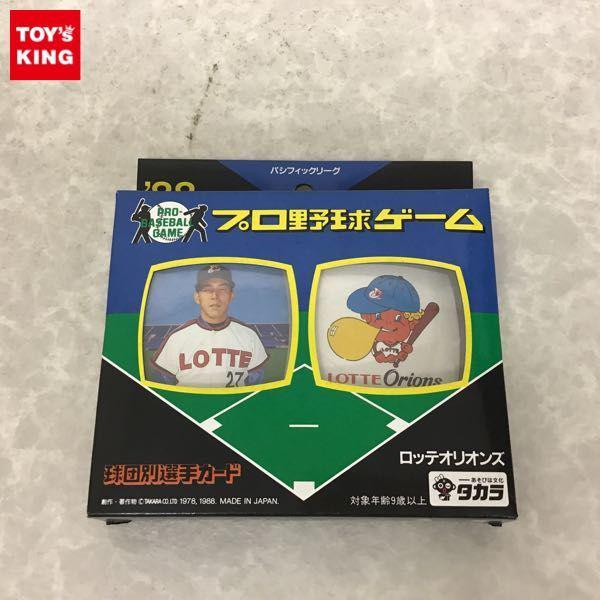 TOY'S
KING
パシフィックリーグ
PRO-
BASEBALL
GAME
プロ野球ゲーム
LOTTE
27
LOTTE Orions
球団別選手カード
ロッテオリオンズ
創作・著作物 ©TAKARA CO.,LTD 1978, 1988. MADE IN JAPAN.
対象年齢9歳以上
あそびは文化
タカラ